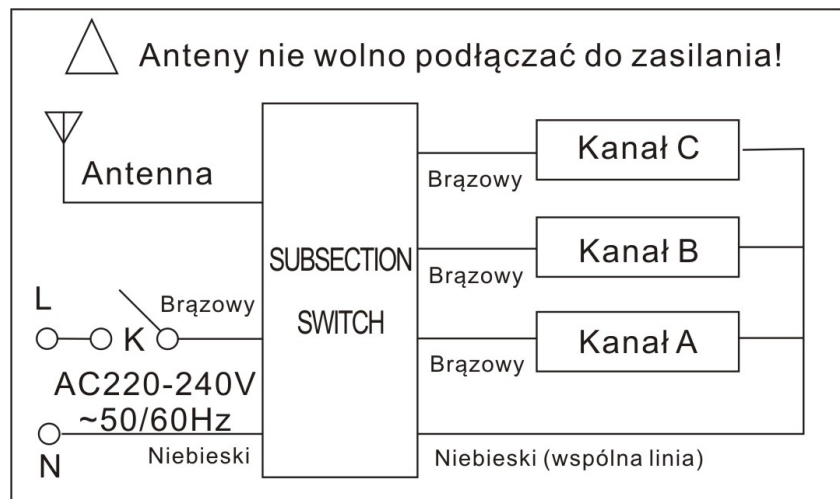 Anteny nie wolno podłączać do zasilania!
Antenna
L
K
Brązowy
AC220-240V
~50/60Hz
N
Niebieski
SUBSECTION
SWITCH
Brązowy
Kanał C
Brązowy
Kanał B
Brązowy
Kanał A
Niebieski (wspólna linia)